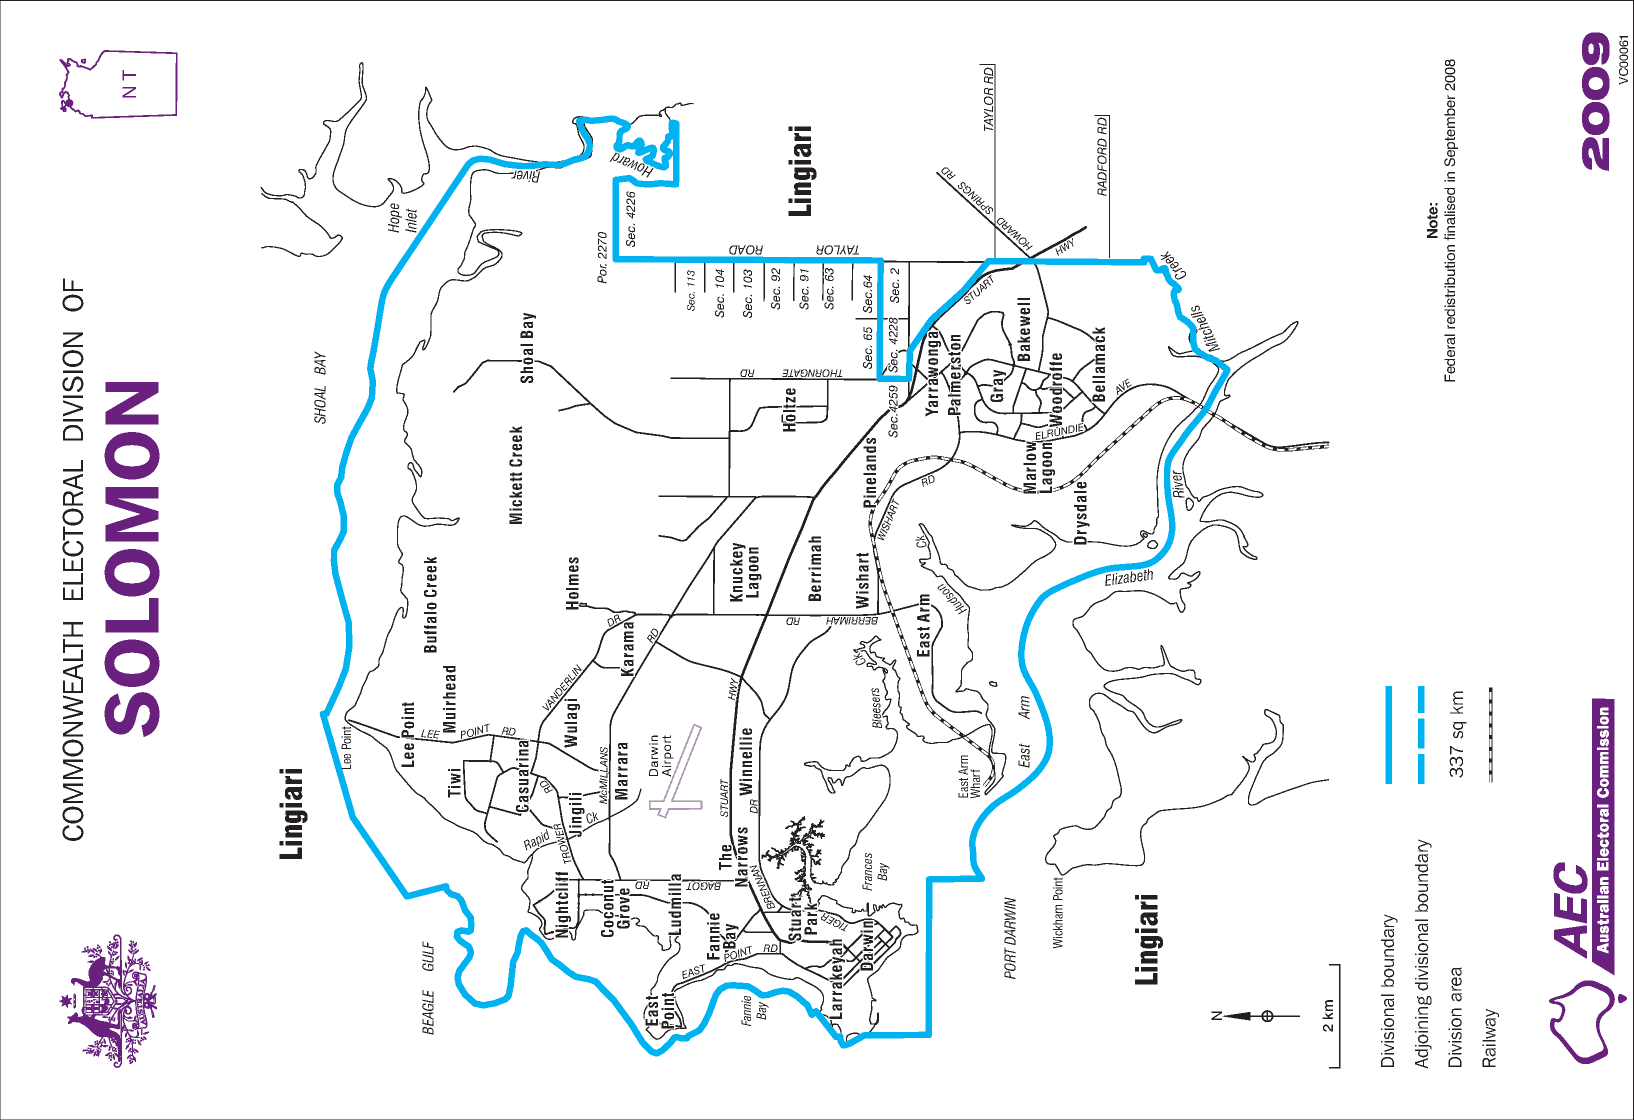 COMMONWEALTH ELECTORAL DIVISION OF
SOLOMON
N T
Lingiari
BEAGLE GULF
SHOAL BAY
Hope
Inlet
River
Howard
Por. 2270
Sec. 4226
Lee Point
Lee Point
LEE POINT RD
Muirhead
Buffalo Creek
Mickett Creek
Shoal Bay
Tiwi
Casuarina
Wulagi
VANDERLIN DR
Holmes
Karama
RD
Rapid
Ck
RD
TROWER
Jingili
McMILLANS
Marrara
Darwin
Airport
Nightcliff
Coconut
Grove
RD
BAGOT
Ludmilla
The
Narrows
STUART
HWY
Winnellie
DR
BRENNAN
Fannie
Bay
EAST POINT RD
East
Point
Fannie
Bay
Stuart
Park
TIGER
Larrakeyah
Darwin
Frances
Bay
Bleesers
Ck
Knuckey
Lagoon
Berrimah
BERRIMAH
RD
Wishart
East Arm
Hudson
Ck
WISHART
RD
Pinelands
Holtze
THORNGATE
RD
Sec. 113
Sec. 104
Sec. 103
Sec. 92
Sec. 91
Sec. 63
Sec.64
Sec. 2
Sec. 65
Sec. 4228
Sec.4259
TAYLOR
ROAD
Lingiari
TAYLOR RD
RADFORD RD
HOWARD
SPRINGS RD
STUART
HWY
Yarrawonga
Palmerston
Gray
Bakewell
Woodroffe
Bellamack
Marlow
Lagoon
ELRUNDIE
AVE
Drysdale
Mitchells
Creek
Elizabeth
River
East Arm
East Arm
Wharf
PORT DARWIN
Wickham Point
Lingiari
N
2 km
Divisional boundary
Adjoining divisional boundary
Division area
337 sq km
Railway
Note:
Federal redistribution finalised in September 2008
AEC
Australian Electoral Commission
2009
VC00061